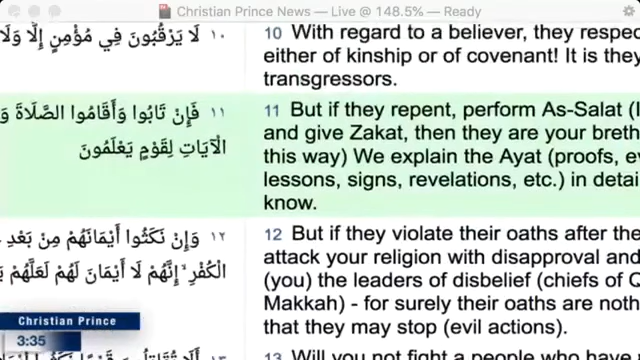 Christian Prince News — Live @ 148.5% — Ready
١٠ لَا يَرْقُبُونَ فِي مُؤْمِنٍ إِلًّا وَلَا
10 With regard to a believer, they respec
either of kinship or of covenant! It is they
transgressors.
١١ فَإِنْ تَابُوا وَأَقَامُوا الصَّلَاةَ وَ
الْآيَاتِ لِقَوْمٍ يَعْلَمُونَ
11 But if they repent, perform As-Salat (I
and give Zakat, then they are your breth
this way) We explain the Ayat (proofs, ev
lessons, signs, revelations, etc.) in detai
know.
١٢ وَإِنْ نَكَثُوا أَيْمَانَهُمْ مِنْ بَعْدِ
الْكُفْرِ ۙ إِنَّهُمْ لَا أَيْمَانَ لَهُمْ لَعَلَّهُمْ
12 But if they violate their oaths after the
attack your religion with disapproval and
(you) the leaders of disbelief (chiefs of Q
Makkah) - for surely their oaths are noth
that they may stop (evil actions).
13 Will you not fight a people who have
Christian Prince
3:35